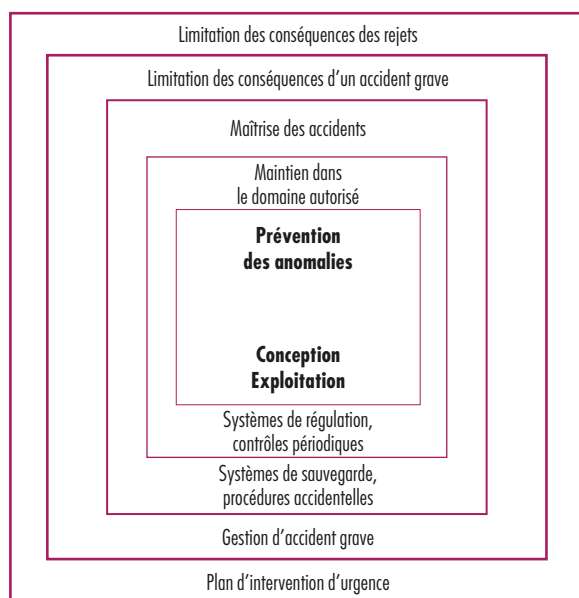 Limitation des conséquences des rejets
Limitation des conséquences d’un accident grave
Maîtrise des accidents
Maintien dans
le domaine autorisé
Prévention
des anomalies
Conception
Exploitation
Systèmes de régulation,
contrôles périodiques
Systèmes de sauvegarde,
procédures accidentelles
Gestion d’accident grave
Plan d’intervention d’urgence